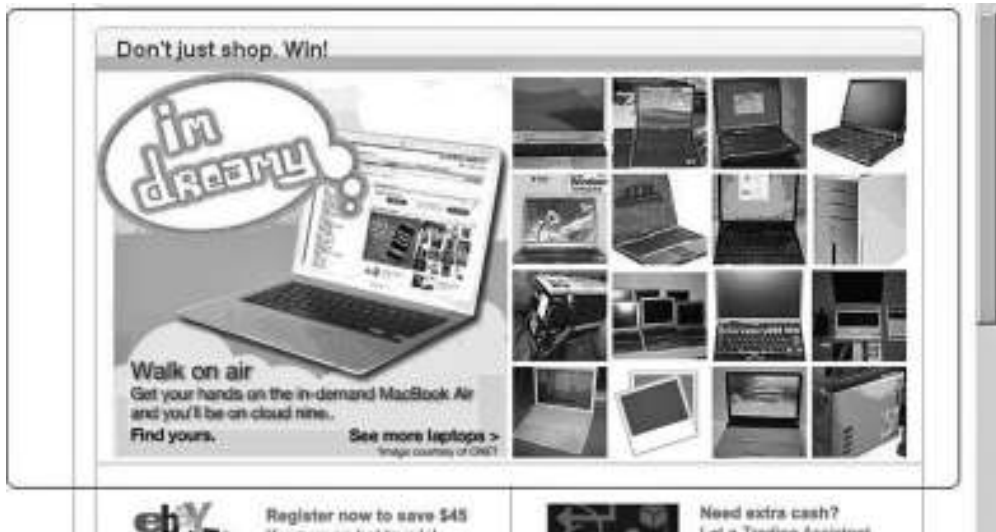 Don't just shop. Win!
im
dreamy
Walk on air
Get your hands on the in-demand MacBook Air
and you'll be on cloud nine..
Find yours.
See more laptops >
*Image courtesy of CNET
ebY
Register now to save $45
Need extra cash?